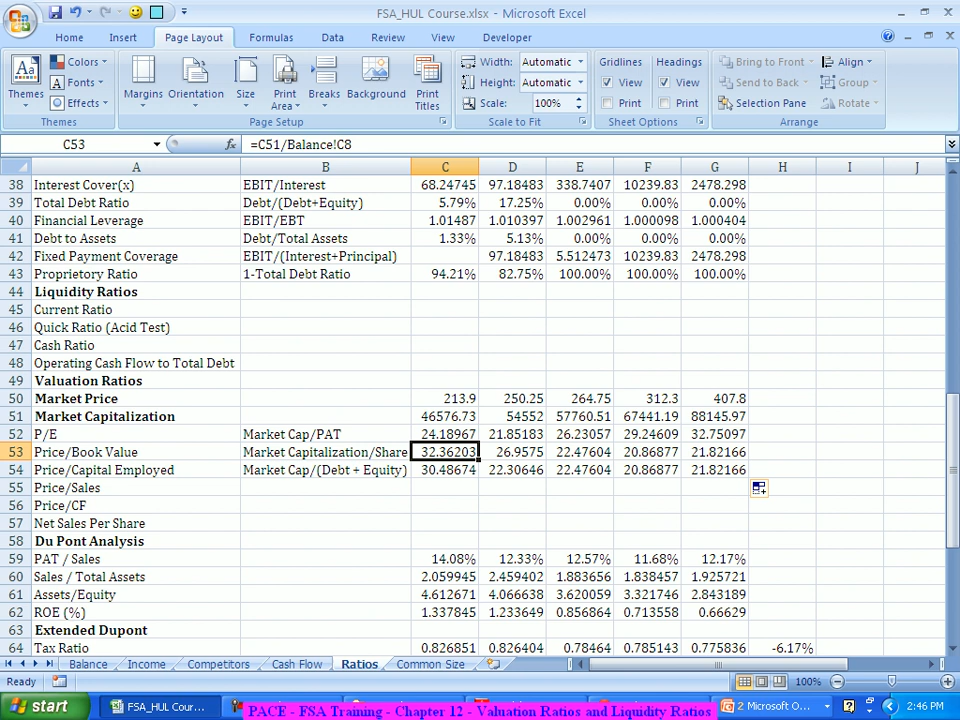 FSA_HUL Course.xlsx - Microsoft Excel
Home Insert Page Layout Formulas Data Review View Developer
Themes Colors Fonts Effects Margins Orientation Size Print Area Breaks Background Print Titles Width: Automatic Height: Automatic Scale: 100% Gridlines View Print Headings View Print Bring to Front Send to Back Selection Pane Align Group Rotate
Themes Page Setup Scale to Fit Sheet Options Arrange
C53 fx =C51/Balance!C8
A B C D E F G H I J
38 Interest Cover(x) EBIT/Interest 68.24745 97.18483 338.7407 10239.83 2478.298
39 Total Debt Ratio Debt/(Debt+Equity) 5.79% 17.25% 0.00% 0.00% 0.00%
40 Financial Leverage EBIT/EBT 1.01487 1.010397 1.002961 1.000098 1.000404
41 Debt to Assets Debt/Total Assets 1.33% 5.13% 0.00% 0.00% 0.00%
42 Fixed Payment Coverage EBIT/(Interest+Principal) 97.18483 5.512473 10239.83 2478.298
43 Proprietory Ratio 1-Total Debt Ratio 94.21% 82.75% 100.00% 100.00% 100.00%
44 Liquidity Ratios
45 Current Ratio
46 Quick Ratio (Acid Test)
47 Cash Ratio
48 Operating Cash Flow to Total Debt
49 Valuation Ratios
50 Market Price 213.9 250.25 264.75 312.3 407.8
51 Market Capitalization 46576.73 54552 57760.51 67441.19 88145.97
52 P/E Market Cap/PAT 24.18967 21.85183 26.23057 29.24609 32.75097
53 Price/Book Value Market Capitalization/Share 32.36203 26.9575 22.47604 20.86877 21.82166
54 Price/Capital Employed Market Cap/(Debt + Equity) 30.48674 22.30646 22.47604 20.86877 21.82166
55 Price/Sales
56 Price/CF
57 Net Sales Per Share
58 Du Pont Analysis
59 PAT / Sales 14.08% 12.33% 12.57% 11.68% 12.17%
60 Sales / Total Assets 2.059945 2.459402 1.883656 1.838457 1.925721
61 Assets/Equity 4.612671 4.066638 3.620059 3.321746 2.843189
62 ROE (%) 1.337845 1.233649 0.856864 0.713558 0.66629
63 Extended Dupont
64 Tax Ratio 0.826851 0.826404 0.78464 0.785143 0.775836 -6.17%
Balance Income Competitors Cash Flow Ratios Common Size
Ready 100%
start FSA_HUL Cour... 2 Microsoft O... 2:46 PM
PACE - FSA Training - Chapter 12 - Valuation Ratios and Liquidity Ratios